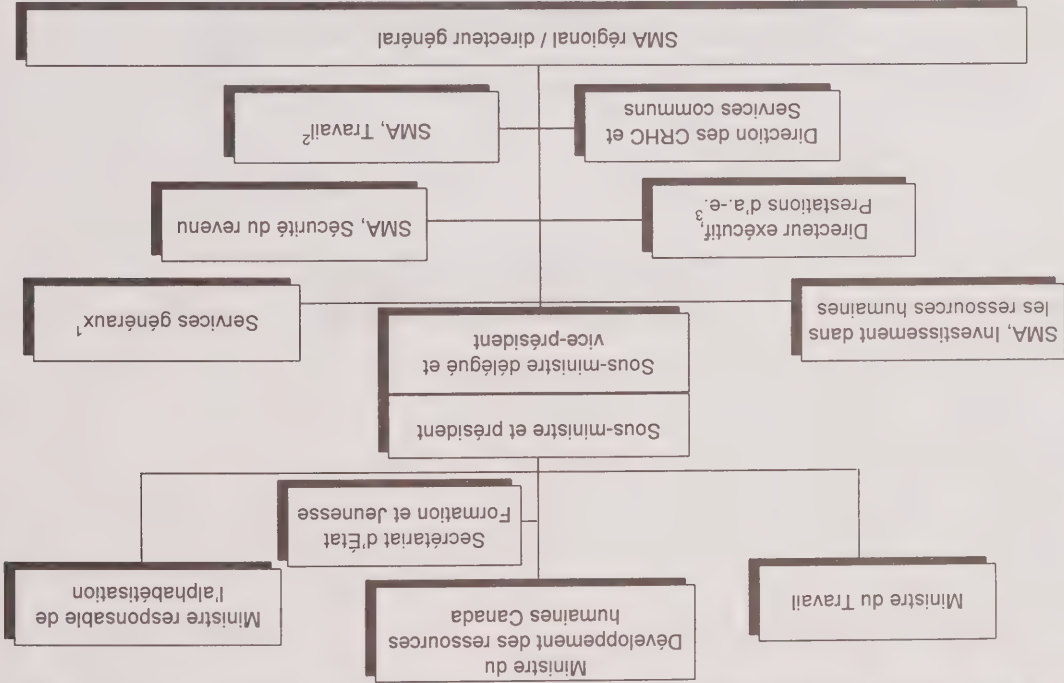 Ministre du Travail
Ministre du
Développement des ressources
humaines Canada
Ministre responsable de
l'alphabétisation
Secrétariat d'État
Formation et Jeunesse
Sous-ministre et président
Sous-ministre délégué et
vice-président
SMA, Investissement dans
les ressources humaines
Services généraux¹
Directeur exécutif,
Prestations d'a.-e.³
SMA, Sécurité du revenu
Direction des CRHC et
Services communs
SMA, Travail²
SMA régional / directeur général